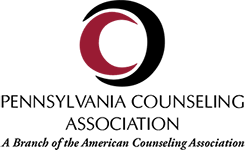 PENNSYLVANIA COUNSELING
ASSOCIATION
A Branch of the American Counseling Association